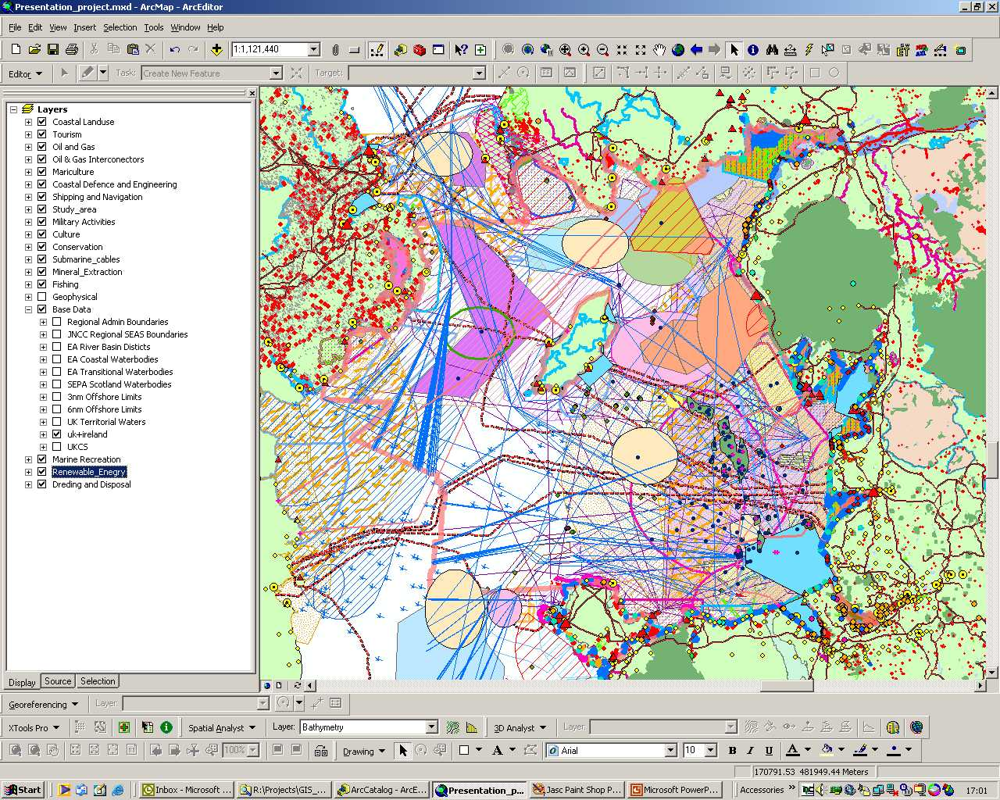 Presentation_project.mxd - ArcMap - ArcEditor
File Edit View Insert Selection Tools Window Help
1:1,121,440
Editor Task: Create New Feature Target:
Layers
Coastal Landuse
Tourism
Oil and Gas
Oil & Gas Interconectors
Mariculture
Coastal Defence and Engineering
Shipping and Navigation
Study_area
Military Activities
Culture
Conservation
Submarine_cables
Mineral_Extraction
Fishing
Geophysical
Base Data
Regional Admin Boundaries
JNCC Regional SEAS Boundaries
EA River Basin Disticts
EA Coastal Waterbodies
EA Transitional Waterbodies
SEPA Scotland Waterbodies
3nm Offshore Limits
6nm Offshore Limits
UK Territorial Waters
uk+ireland
UKCS
Marine Recreation
Renewable_Enegry
Dreding and Disposal
Display Source Selection
Georeferencing Layer:
XTools Pro Spatial Analyst Layer: Bathymetry 3D Analyst Layer:
100% Drawing A Arial 10 B I U A
170791.53 481949.44 Meters
Start Inbox - Microsoft ... R:\Projects\GIS_... ArcCatalog - ArcE... Presentation_p... Jasc Paint Shop P... Microsoft PowerP... Accessories » 17:01